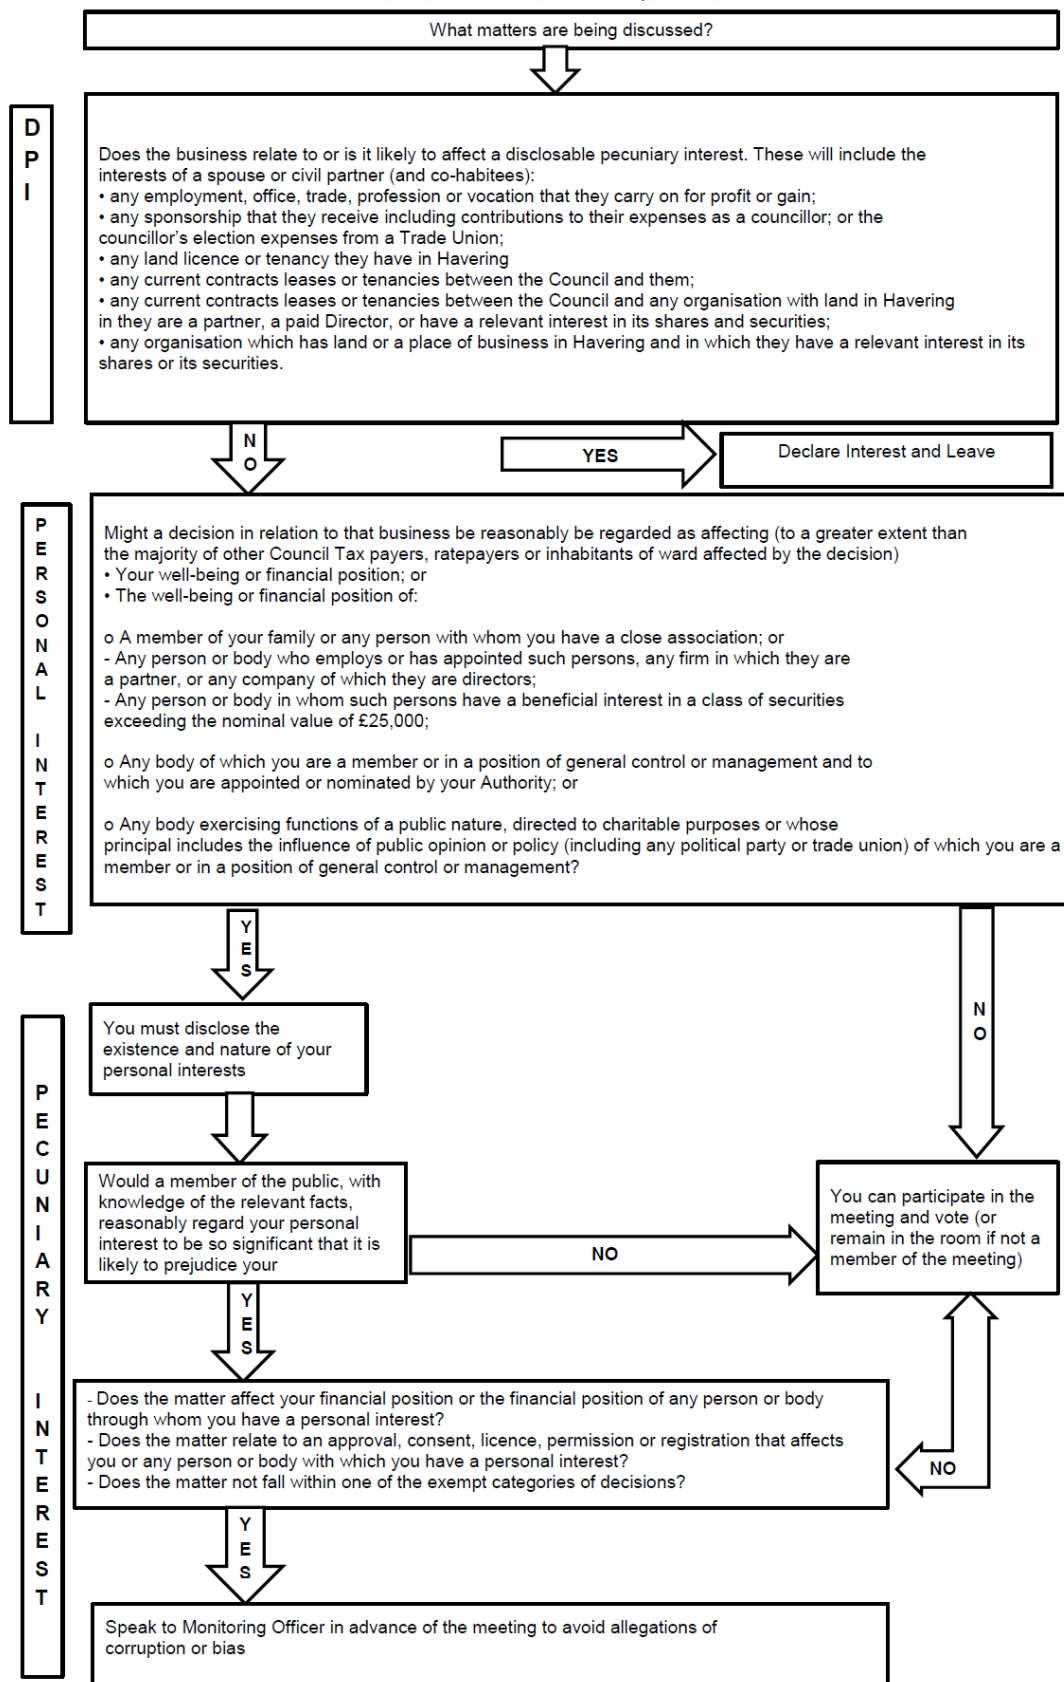 What matters are being discussed?
D
P
I
Does the business relate to or is it likely to affect a disclosable pecuniary interest. These will include the
interests of a spouse or civil partner (and co-habitees):
• any employment, office, trade, profession or vocation that they carry on for profit or gain;
• any sponsorship that they receive including contributions to their expenses as a councillor; or the
councillor's election expenses from a Trade Union;
• any land licence or tenancy they have in Havering
• any current contracts leases or tenancies between the Council and them;
• any current contracts leases or tenancies between the Council and any organisation with land in Havering
in they are a partner, a paid Director, or have a relevant interest in its shares and securities;
• any organisation which has land or a place of business in Havering and in which they have a relevant interest in its
shares or its securities.
N
O
YES
Declare Interest and Leave
P
E
R
S
O
N
A
L
I
N
T
E
R
E
S
T
Might a decision in relation to that business be reasonably be regarded as affecting (to a greater extent than
the majority of other Council Tax payers, ratepayers or inhabitants of ward affected by the decision)
• Your well-being or financial position; or
• The well-being or financial position of:
o A member of your family or any person with whom you have a close association; or
- Any person or body who employs or has appointed such persons, any firm in which they are
a partner, or any company of which they are directors;
- Any person or body in whom such persons have a beneficial interest in a class of securities
exceeding the nominal value of £25,000;
o Any body of which you are a member or in a position of general control or management and to
which you are appointed or nominated by your Authority; or
o Any body exercising functions of a public nature, directed to charitable purposes or whose
principal includes the influence of public opinion or policy (including any political party or trade union) of which you are a
member or in a position of general control or management?
Y
E
S
N
O
P
E
C
U
N
I
A
R
Y
I
N
T
E
R
E
S
T
You must disclose the
existence and nature of your
personal interests
Would a member of the public, with
knowledge of the relevant facts,
reasonably regard your personal
interest to be so significant that it is
likely to prejudice your
NO
You can participate in the
meeting and vote (or
remain in the room if not a
member of the meeting)
Y
E
S
- Does the matter affect your financial position or the financial position of any person or body
through whom you have a personal interest?
- Does the matter relate to an approval, consent, licence, permission or registration that affects
you or any person or body with which you have a personal interest?
- Does the matter not fall within one of the exempt categories of decisions?
NO
Y
E
S
Speak to Monitoring Officer in advance of the meeting to avoid allegations of
corruption or bias